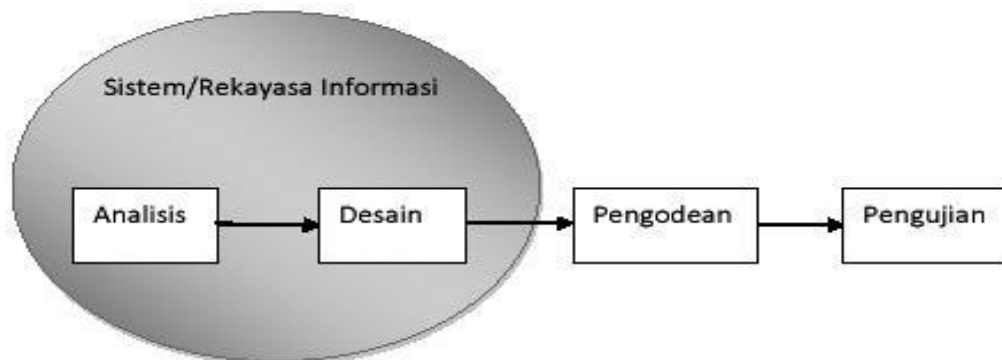 Sistem/Rekayasa Informasi
Analisis
Desain
Pengodean
Pengujian